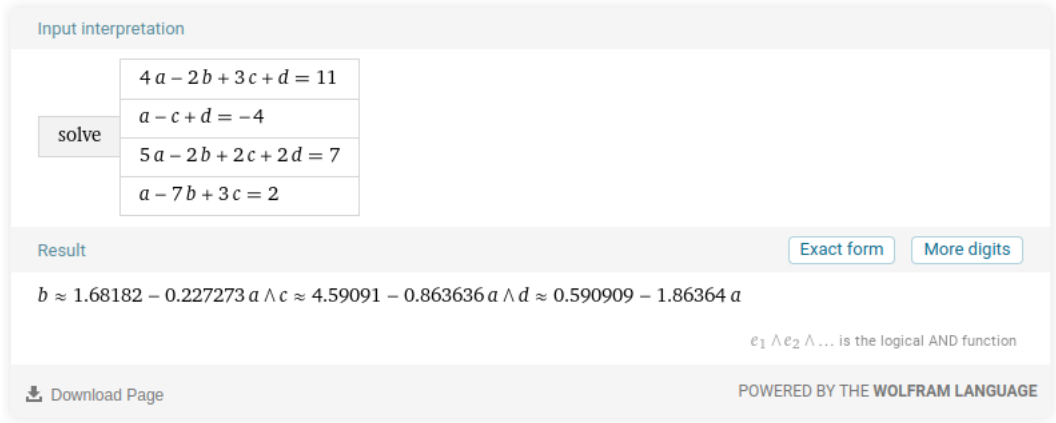 Input interpretation
4 a – 2 b + 3 c + d = 11
a – c + d = –4
solve
5 a – 2 b + 2 c + 2 d = 7
a – 7 b + 3 c = 2
Result Exact form More digits
b ≈ 1.68182 – 0.227273 a ∧ c ≈ 4.59091 – 0.863636 a ∧ d ≈ 0.590909 – 1.86364 a
e₁ ∧ e₂ ∧ … is the logical AND function
Download Page POWERED BY THE WOLFRAM LANGUAGE